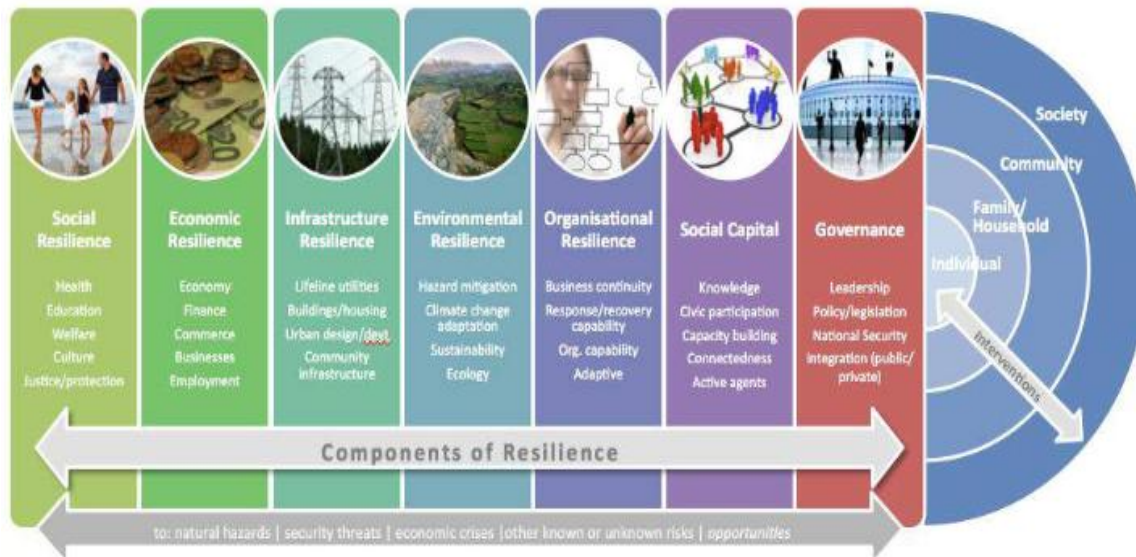 Social
Resilience
Health
Education
Welfare
Culture
Justice/protection
Economic
Resilience
Economy
Finance
Commerce
Businesses
Employment
Infrastructure
Resilience
Lifeline utilities
Buildings/housing
Urban design/devt.
Community
infrastructure
Environmental
Resilience
Hazard mitigation
Climate change
adaptation
Sustainability
Ecology
Organisational
Resilience
Business continuity
Response/recovery
capability
Org. capability
Adaptive
Social Capital
Knowledge
Civic participation
Capacity building
Connectedness
Active agents
Governance
Leadership
Policy/legislation
National Security
Integration (public/
private)
Society
Community
Family/
Household
Individual
Interventions
Components of Resilience
to: natural hazards | security threats | economic crises |other known or unknown risks | opportunities
20